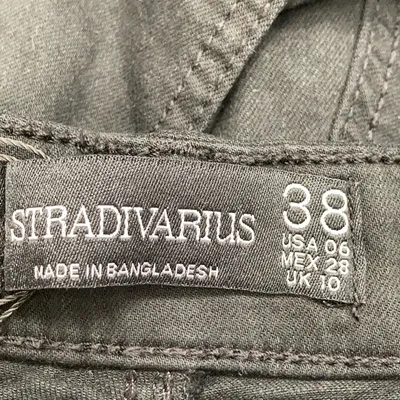 STRADIVARIUS
MADE IN BANGLADESH
38
USA 06
MEX 28
UK 10